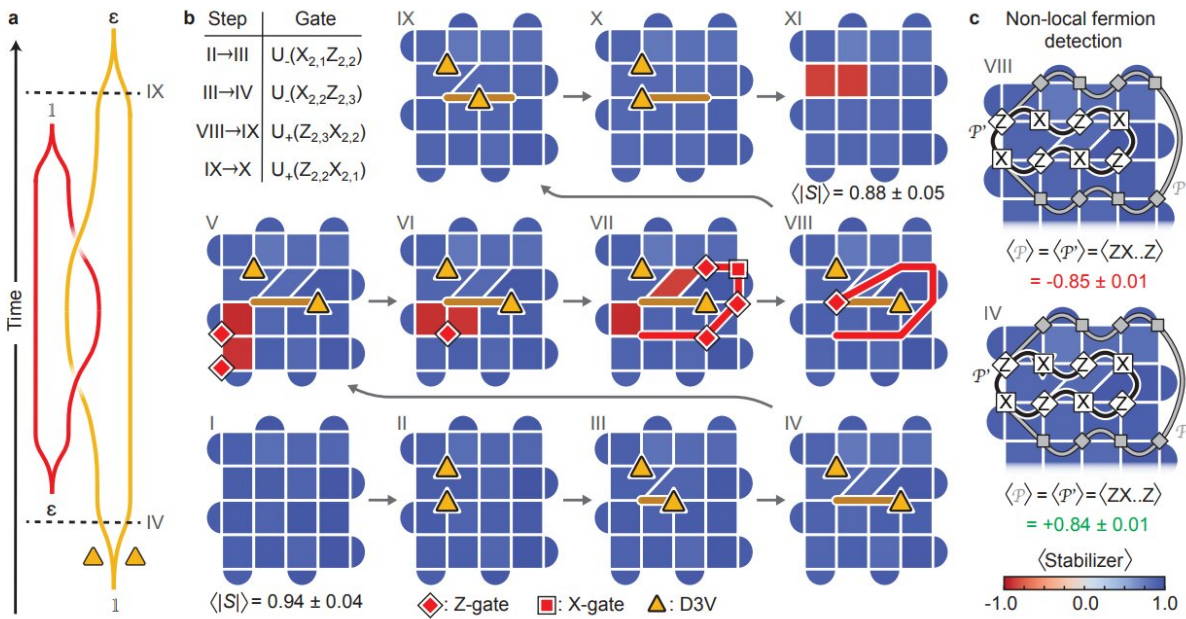 a
Time
ε
IX
𝟙
ε
IV
𝟙
b
Step Gate
II→III U_(X2,1Z2,2)
III→IV U_(X2,2Z2,3)
VIII→IX U+(Z2,3X2,2)
IX→X U+(Z2,2X2,1)
IX
X
XI
⟨|S|⟩ = 0.88 ± 0.05
V
VI
VII
VIII
I
II
III
IV
⟨|S|⟩ = 0.94 ± 0.04
: Z-gate : X-gate : D3V
c
Non-local fermion
detection
VIII
Z X Z X
𝒫'
X Z X Z
𝒫
⟨𝒫⟩ = ⟨𝒫'⟩ = ⟨ZX..Z⟩
= -0.85 ± 0.01
IV
Z X Z X
𝒫'
X Z X Z
𝒫
⟨𝒫⟩ = ⟨𝒫'⟩ = ⟨ZX..Z⟩
= +0.84 ± 0.01
⟨Stabilizer⟩
-1.0 0.0 1.0